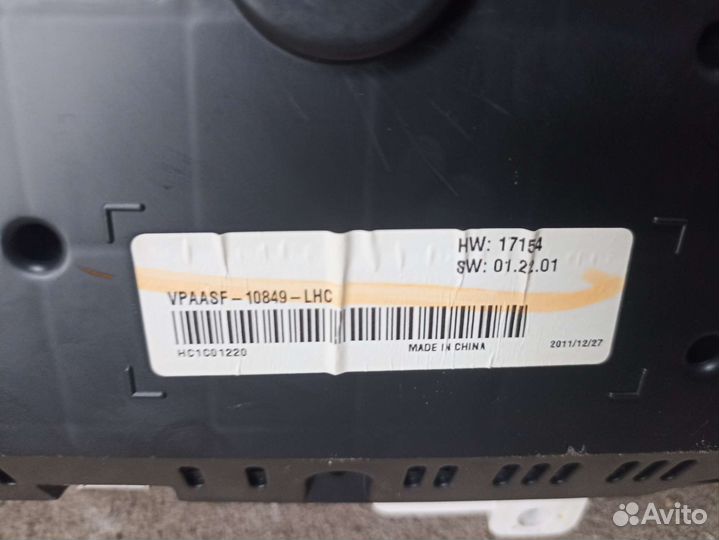 HW: 17154
SW: 01.22.01
VPAASF-10849-LHC
HC1C01220
MADE IN CHINA
2011/12/27
Avito